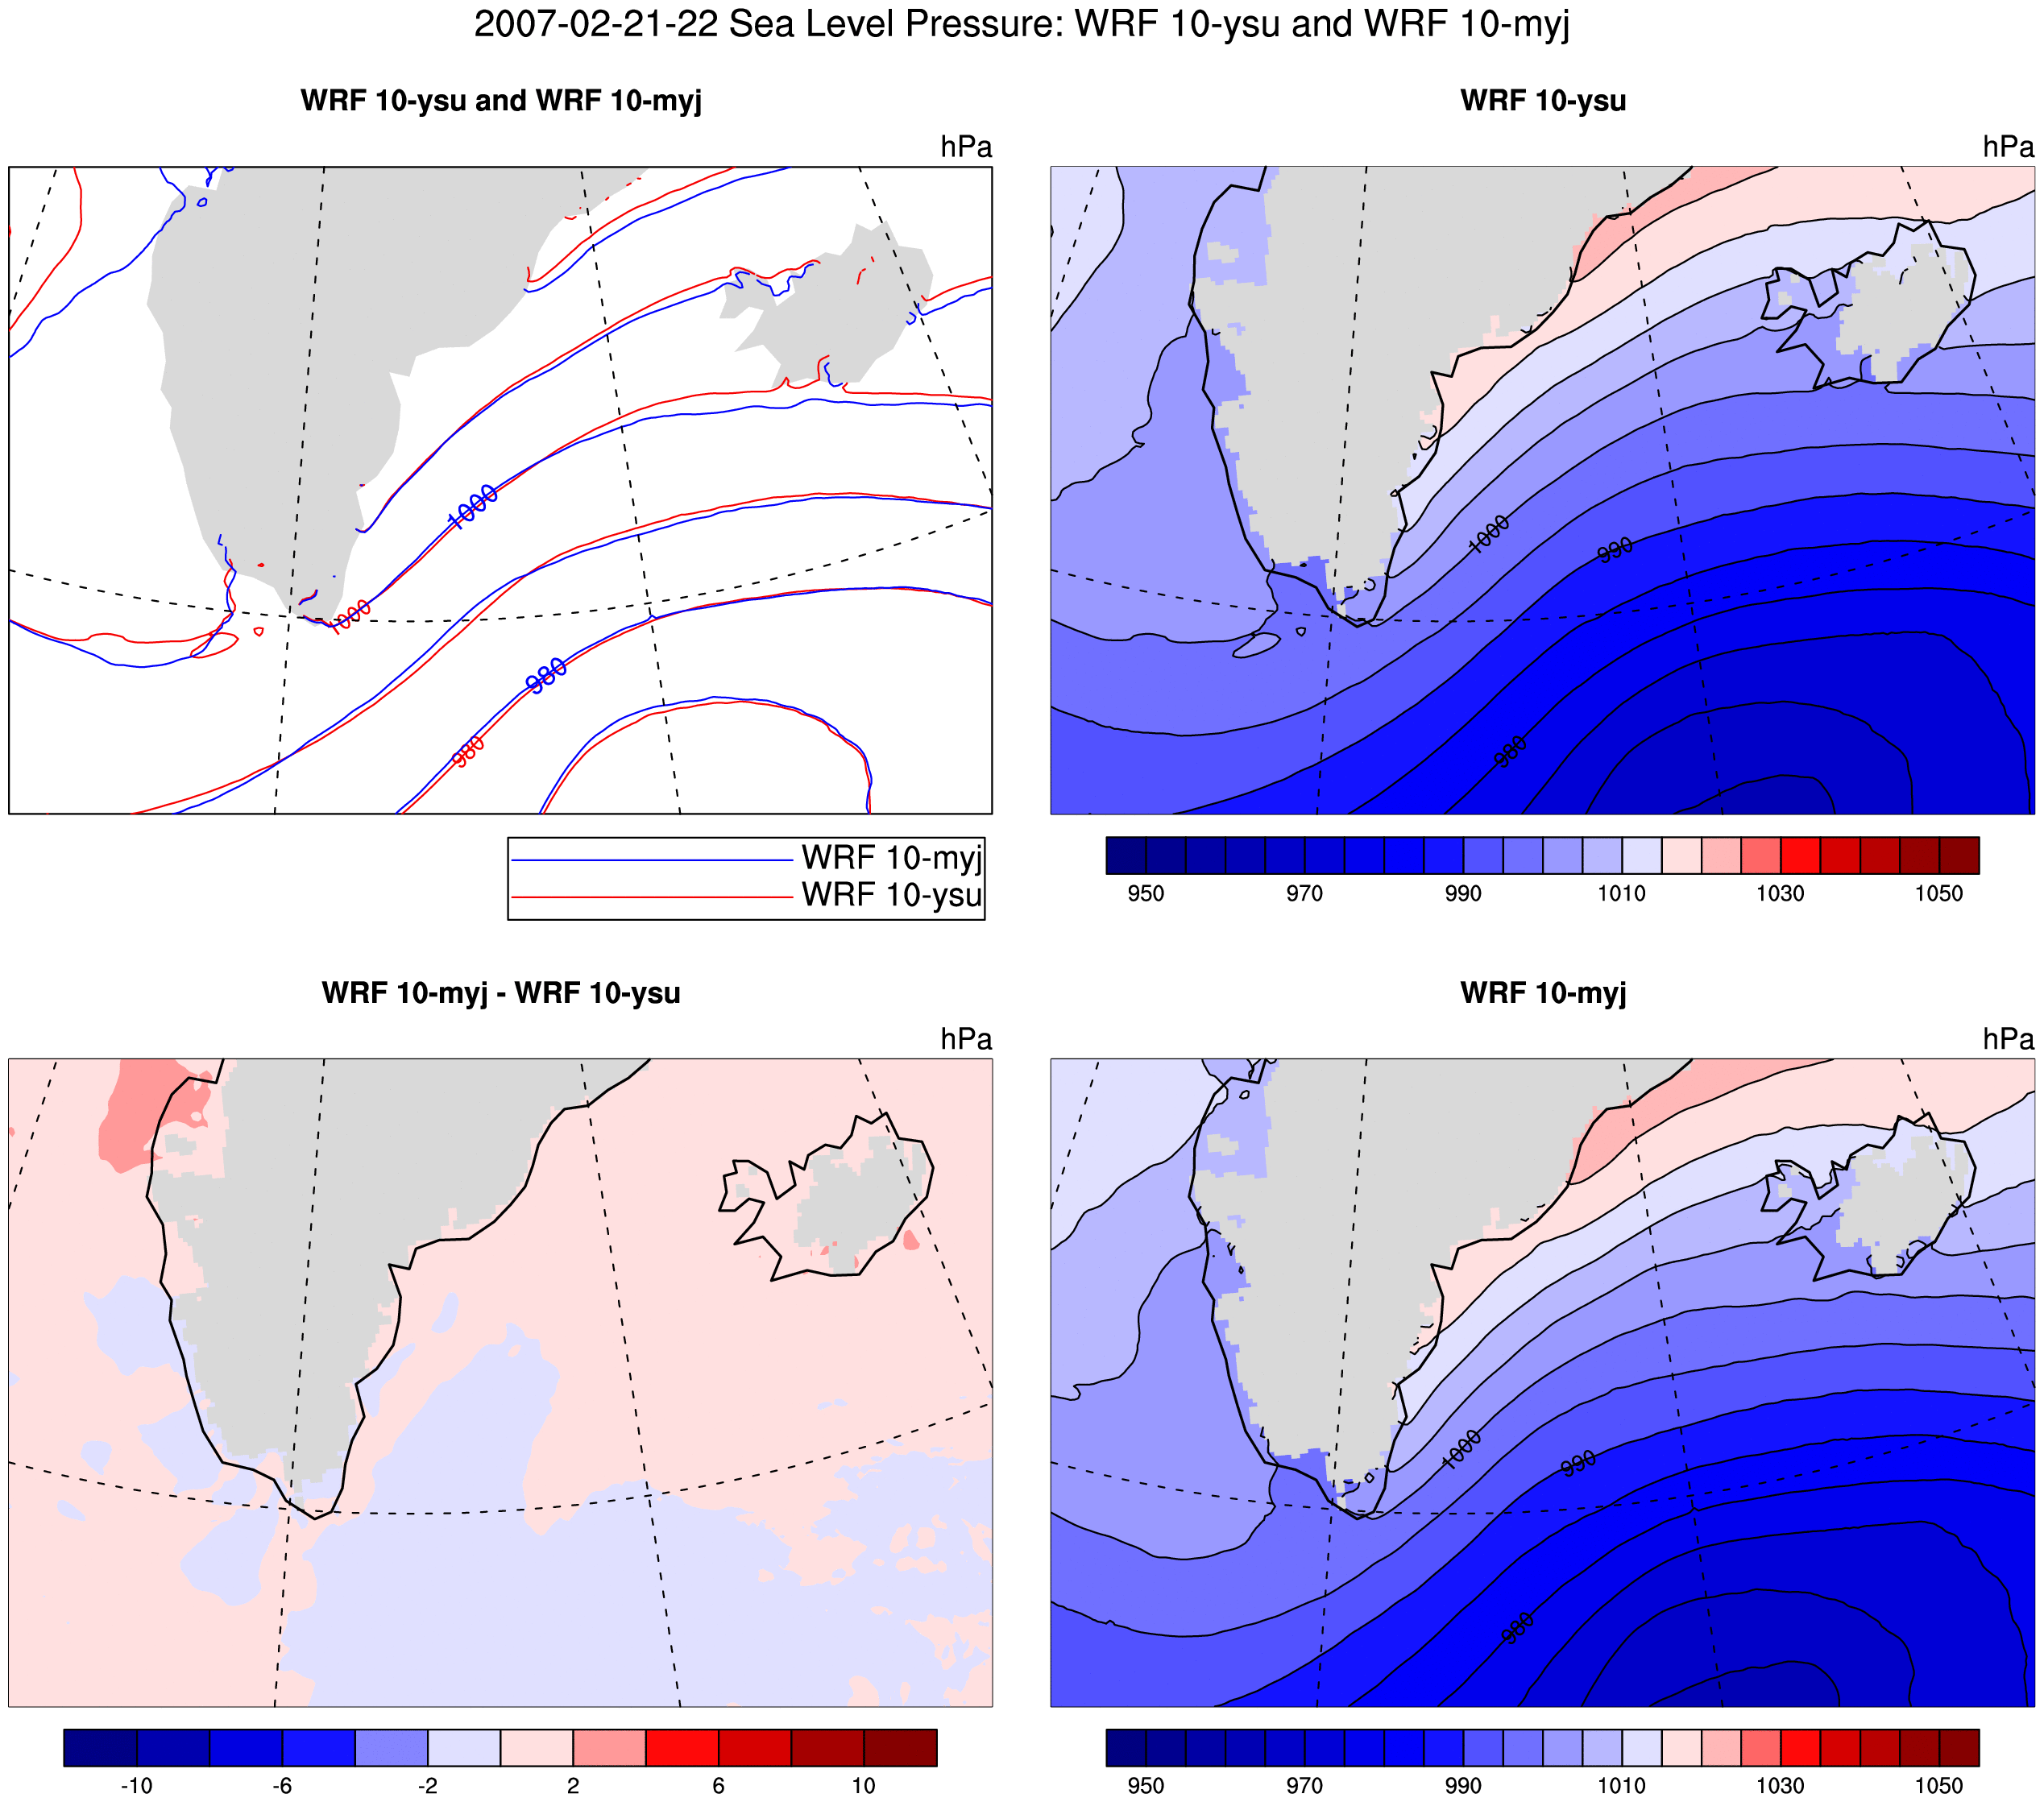 2007-02-21-22 Sea Level Pressure: WRF 10-ysu and WRF 10-myj
WRF 10-ysu and WRF 10-myj
hPa
1000
1000
980
980
WRF 10-myj
WRF 10-ysu
WRF 10-ysu
hPa
1000
990
980
950 970 990 1010 1030 1050
WRF 10-myj - WRF 10-ysu
hPa
-10 -6 -2 2 6 10
WRF 10-myj
hPa
1000
990
980
950 970 990 1010 1030 1050